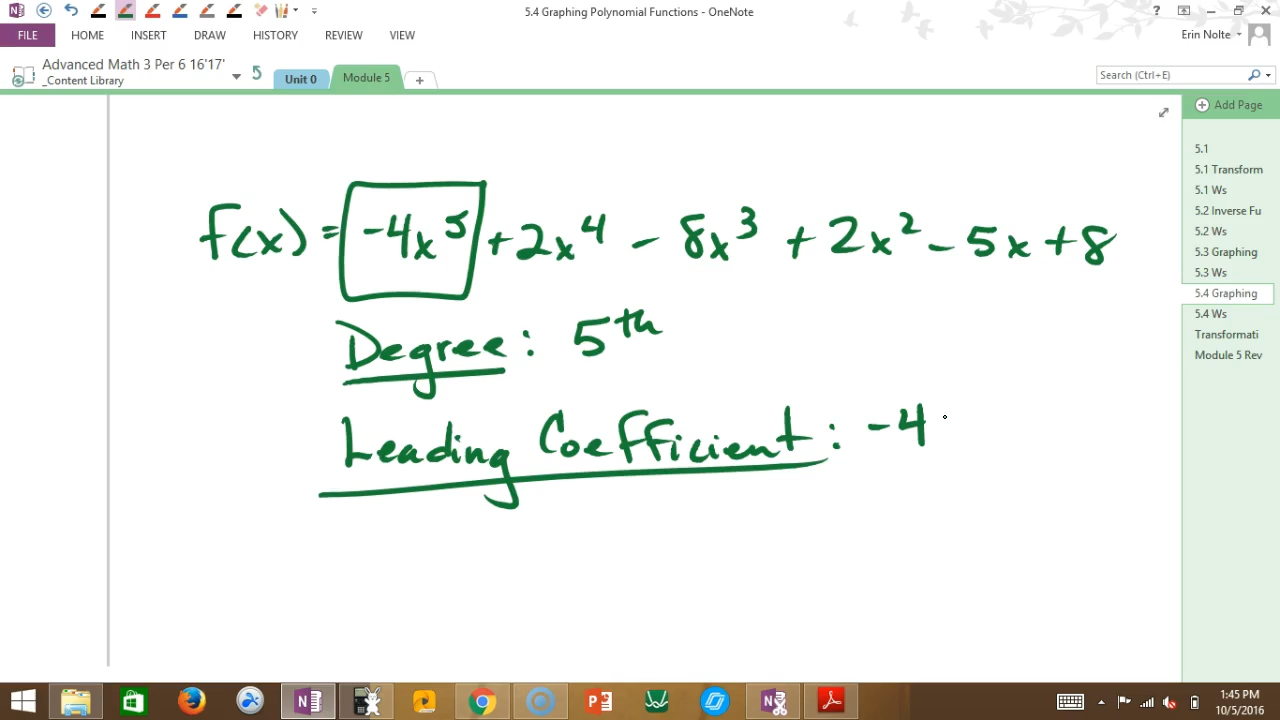 5.4 Graphing Polynomial Functions - OneNote
?
Erin Nolte
FILE HOME INSERT DRAW HISTORY REVIEW VIEW
Advanced Math 3 Per 6 16'17'
_Content Library
Unit 0
Module 5
+
Search (Ctrl+E)
Add Page
5.1
5.1 Transform
5.1 Ws
5.2 Inverse Fu
5.2 Ws
5.3 Graphing
5.3 Ws
5.4 Graphing
5.4 Ws
Transformati
Module 5 Rev
f(x) = -4x⁵ + 2x⁴ - 8x³ + 2x² - 5x + 8
Degree: 5th
Leading Coefficient: -4
1:45 PM
10/5/2016